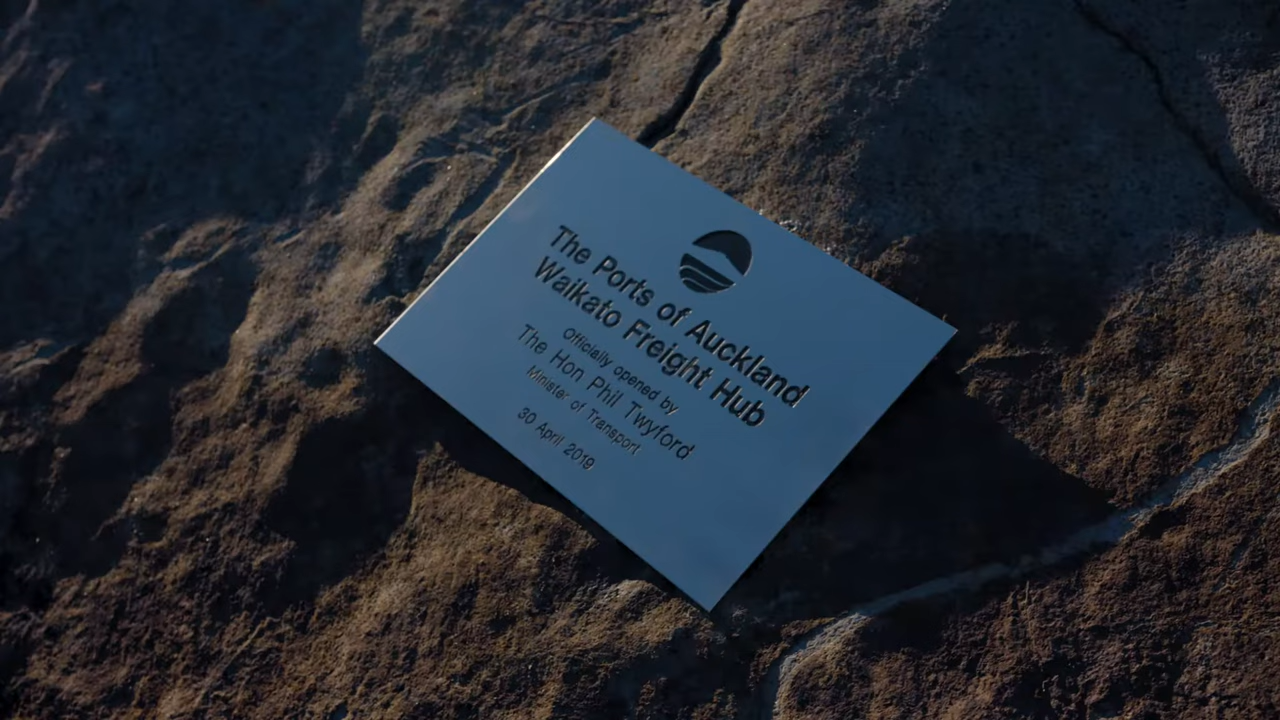 The Ports of Auckland
Waikato Freight Hub
Officially opened by
The Hon Phil Twyford
Minister of Transport
30 April 2019